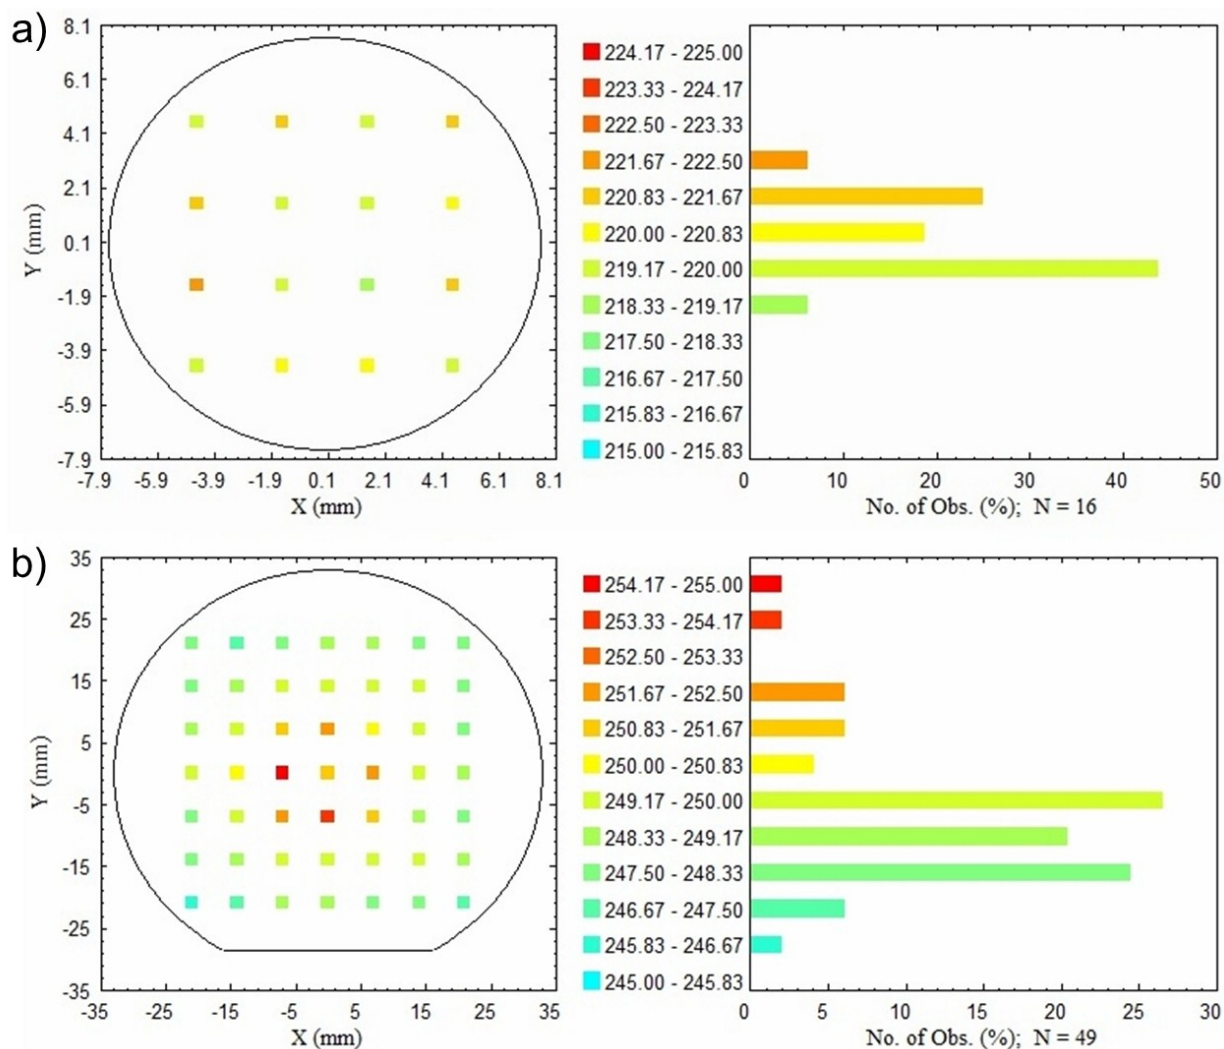 a)
8.1
6.1
4.1
2.1
0.1
-1.9
-3.9
-5.9
-7.9
Y (mm)
-7.9 -5.9 -3.9 -1.9 0.1 2.1 4.1 6.1 8.1
X (mm)
224.17 - 225.00
223.33 - 224.17
222.50 - 223.33
221.67 - 222.50
220.83 - 221.67
220.00 - 220.83
219.17 - 220.00
218.33 - 219.17
217.50 - 218.33
216.67 - 217.50
215.83 - 216.67
215.00 - 215.83
0 10 20 30 40 50
No. of Obs. (%); N = 16
b)
35
25
15
5
-5
-15
-25
-35
Y (mm)
-35 -25 -15 -5 5 15 25 35
X (mm)
254.17 - 255.00
253.33 - 254.17
252.50 - 253.33
251.67 - 252.50
250.83 - 251.67
250.00 - 250.83
249.17 - 250.00
248.33 - 249.17
247.50 - 248.33
246.67 - 247.50
245.83 - 246.67
245.00 - 245.83
0 5 10 15 20 25 30
No. of Obs. (%); N = 49